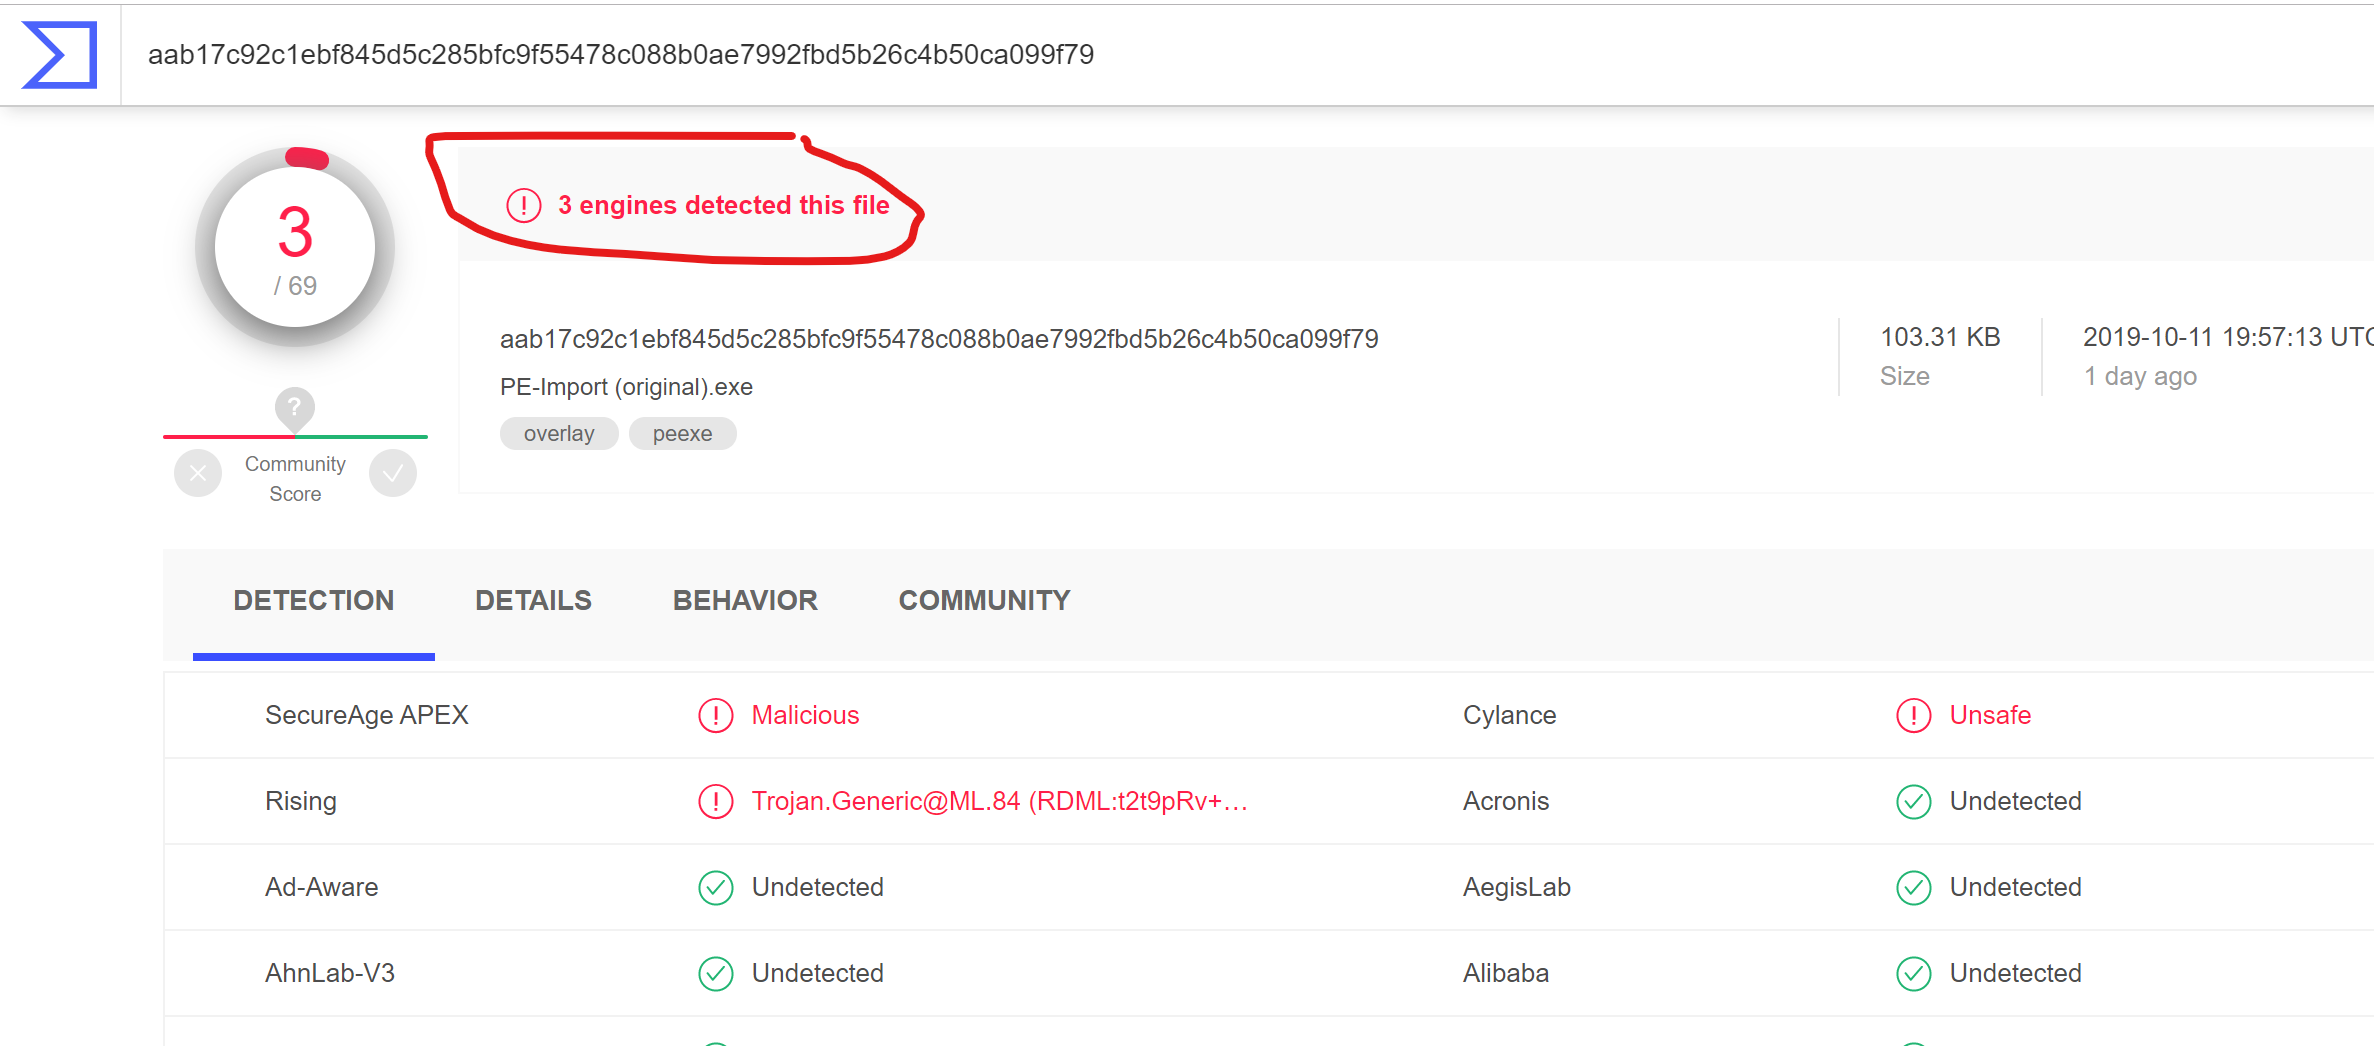 aab17c92c1ebf845d5c285bfc9f55478c088b0ae7992fbd5b26c4b50ca099f79
3
/ 69
3 engines detected this file
aab17c92c1ebf845d5c285bfc9f55478c088b0ae7992fbd5b26c4b50ca099f79
PE-Import (original).exe
overlay peexe
103.31 KB
Size
2019-10-11 19:57:13 UTC
1 day ago
?
Community
Score
DETECTION DETAILS BEHAVIOR COMMUNITY
SecureAge APEX Malicious Cylance Unsafe
Rising Trojan.Generic@ML.84 (RDML:t2t9pRv+... Acronis Undetected
Ad-Aware Undetected AegisLab Undetected
AhnLab-V3 Undetected Alibaba Undetected